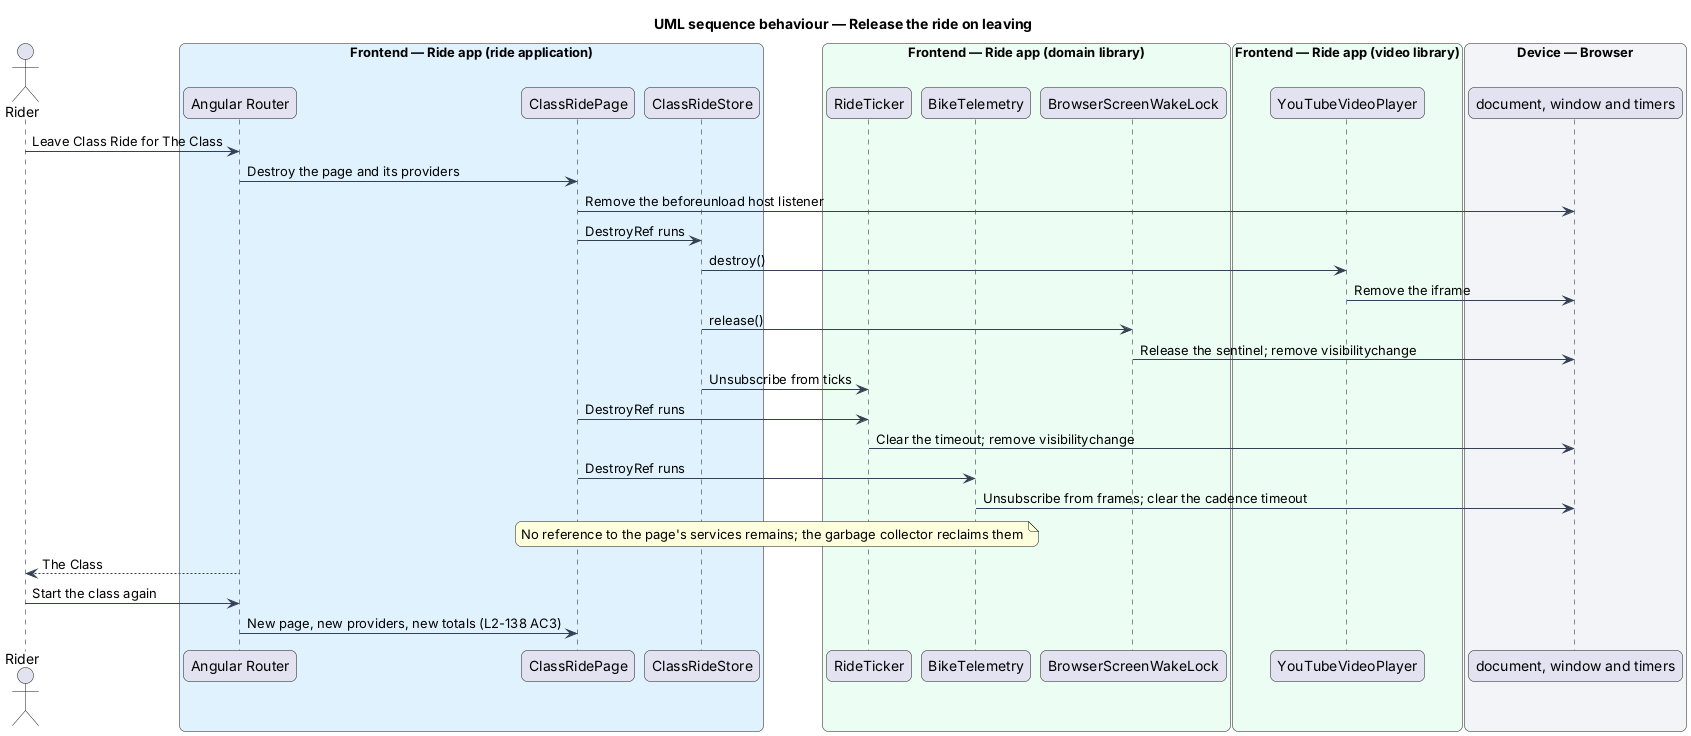 UML sequence behaviour — Release the ride on leaving
Frontend — Ride app (ride application)
Frontend — Ride app (domain library)
Frontend — Ride app (video library)
Device — Browser
Rider
Angular Router
ClassRidePage
ClassRideStore
RideTicker
BikeTelemetry
BrowserScreenWakeLock
YouTubeVideoPlayer
document, window and timers
Leave Class Ride for The Class
Destroy the page and its providers
Remove the beforeunload host listener
DestroyRef runs
destroy()
Remove the iframe
release()
Release the sentinel; remove visibilitychange
Unsubscribe from ticks
DestroyRef runs
Clear the timeout; remove visibilitychange
DestroyRef runs
Unsubscribe from frames; clear the cadence timeout
No reference to the page's services remains; the garbage collector reclaims them
The Class
Start the class again
New page, new providers, new totals (L2-138 AC3)
Rider
Angular Router
ClassRidePage
ClassRideStore
RideTicker
BikeTelemetry
BrowserScreenWakeLock
YouTubeVideoPlayer
document, window and timers